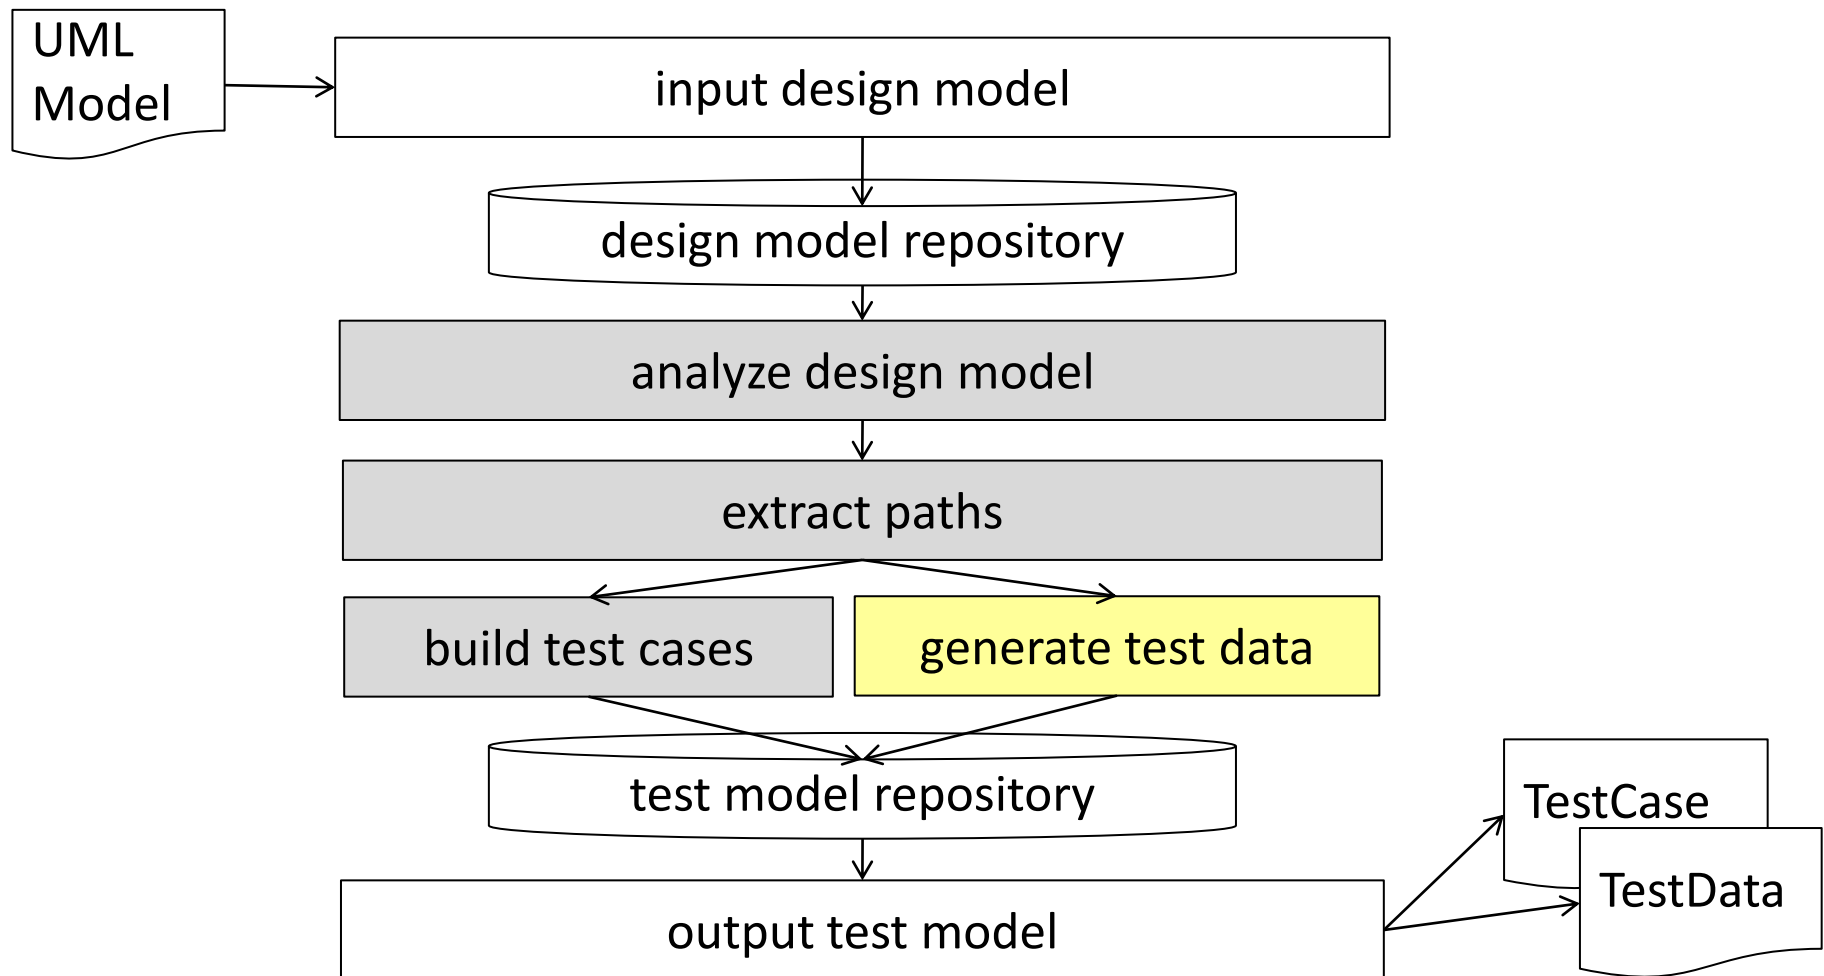 UML
Model
input design model
design model repository
analyze design model
extract paths
build test cases
generate test data
test model repository
TestCase
TestData
output test model